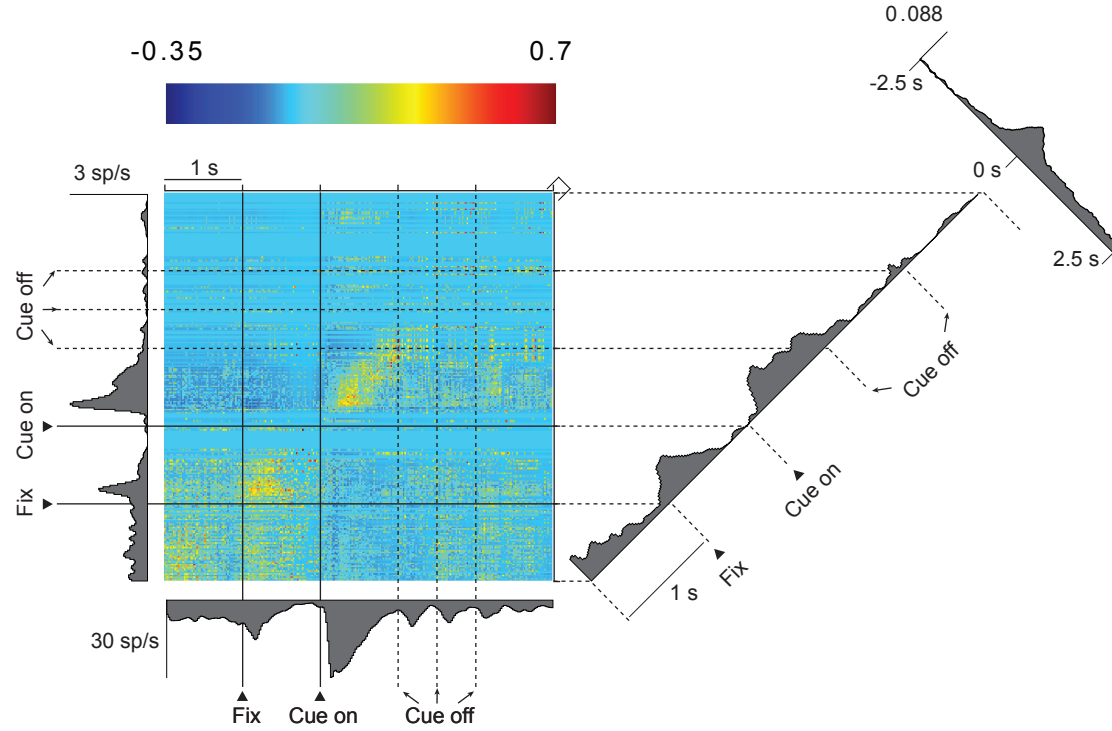 0.088
-0.35
0.7
-2.5 s
3 sp/s
1 s
0 s
2.5 s
Cue off
Cue off
Cue on
Cue on
Fix
Fix
1 s
30 sp/s
Fix
Cue on
Cue off